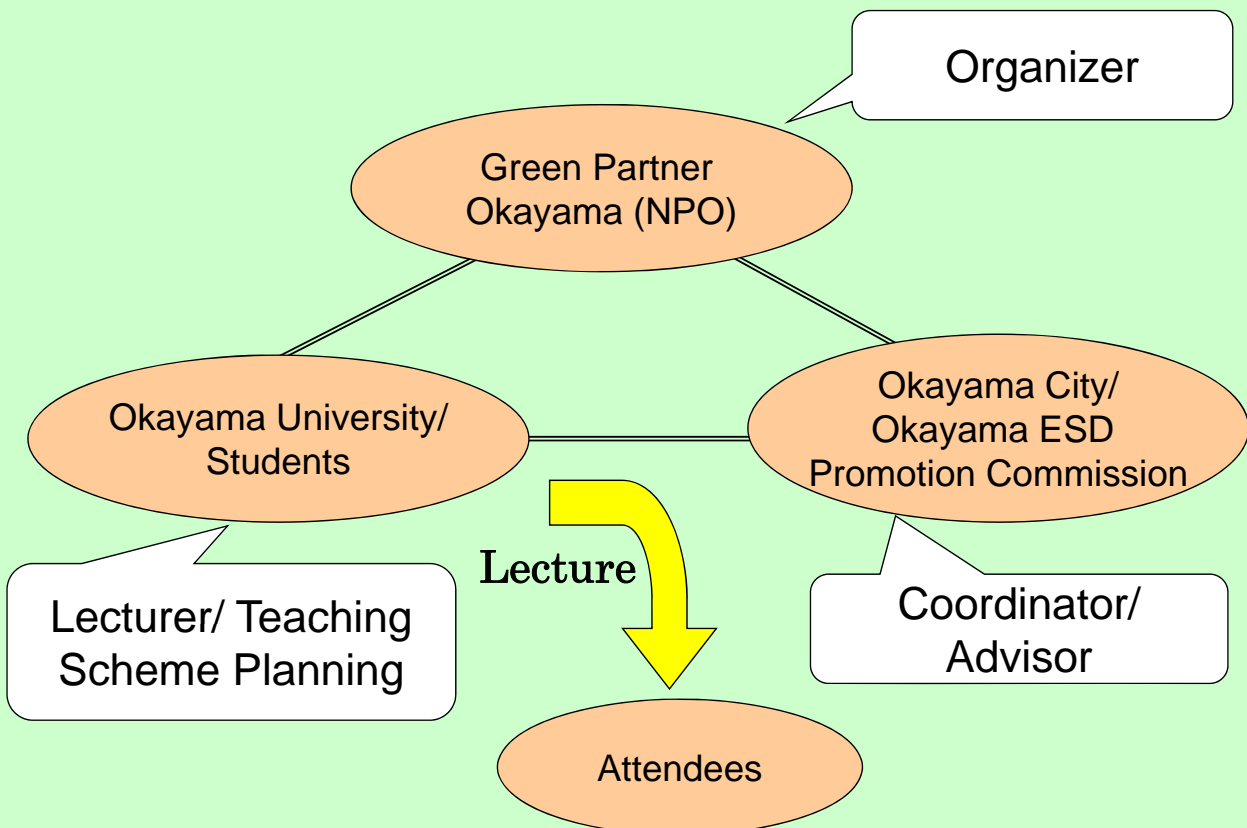 Organizer
Green Partner
Okayama (NPO)
Okayama University/
Students
Okayama City/
Okayama ESD
Promotion Commission
Lecture
Lecturer/ Teaching
Scheme Planning
Coordinator/
Advisor
Attendees